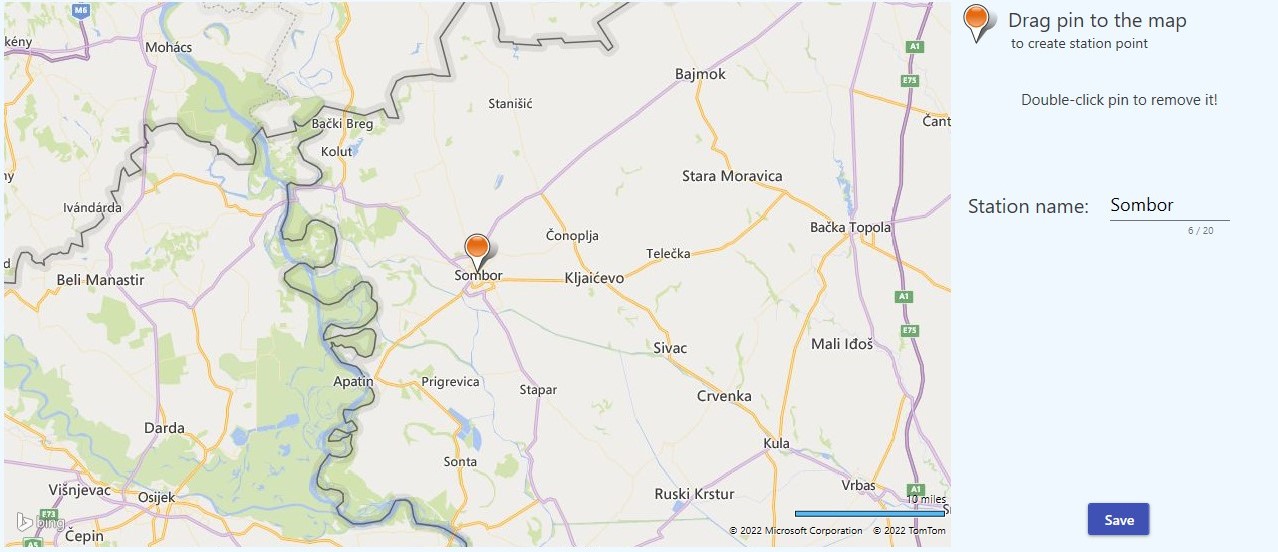 M6
kény
Mohács
A1
E75
Bajmok
Stanišić
Bački Breg
Čant
Kolut
Stara Moravica
ny
Ivándárda
Bačka Topola
Čonoplja
Telečka
d
Beli Manastir
Sombor
Kljaićevo
A1
E75
Mali Iđoš
Sivac
Apatin
Prigrevica
Stapar
Crvenka
Darda
Kula
Sonta
Višnjevac
Osijek
Ruski Krstur
Vrbas
A1
10 miles
E73
bing
Čepin
A5
© 2022 Microsoft Corporation © 2022 TomTom
Drag pin to the map
to create station point
Double-click pin to remove it!
Station name: Sombor
6 / 20
Save